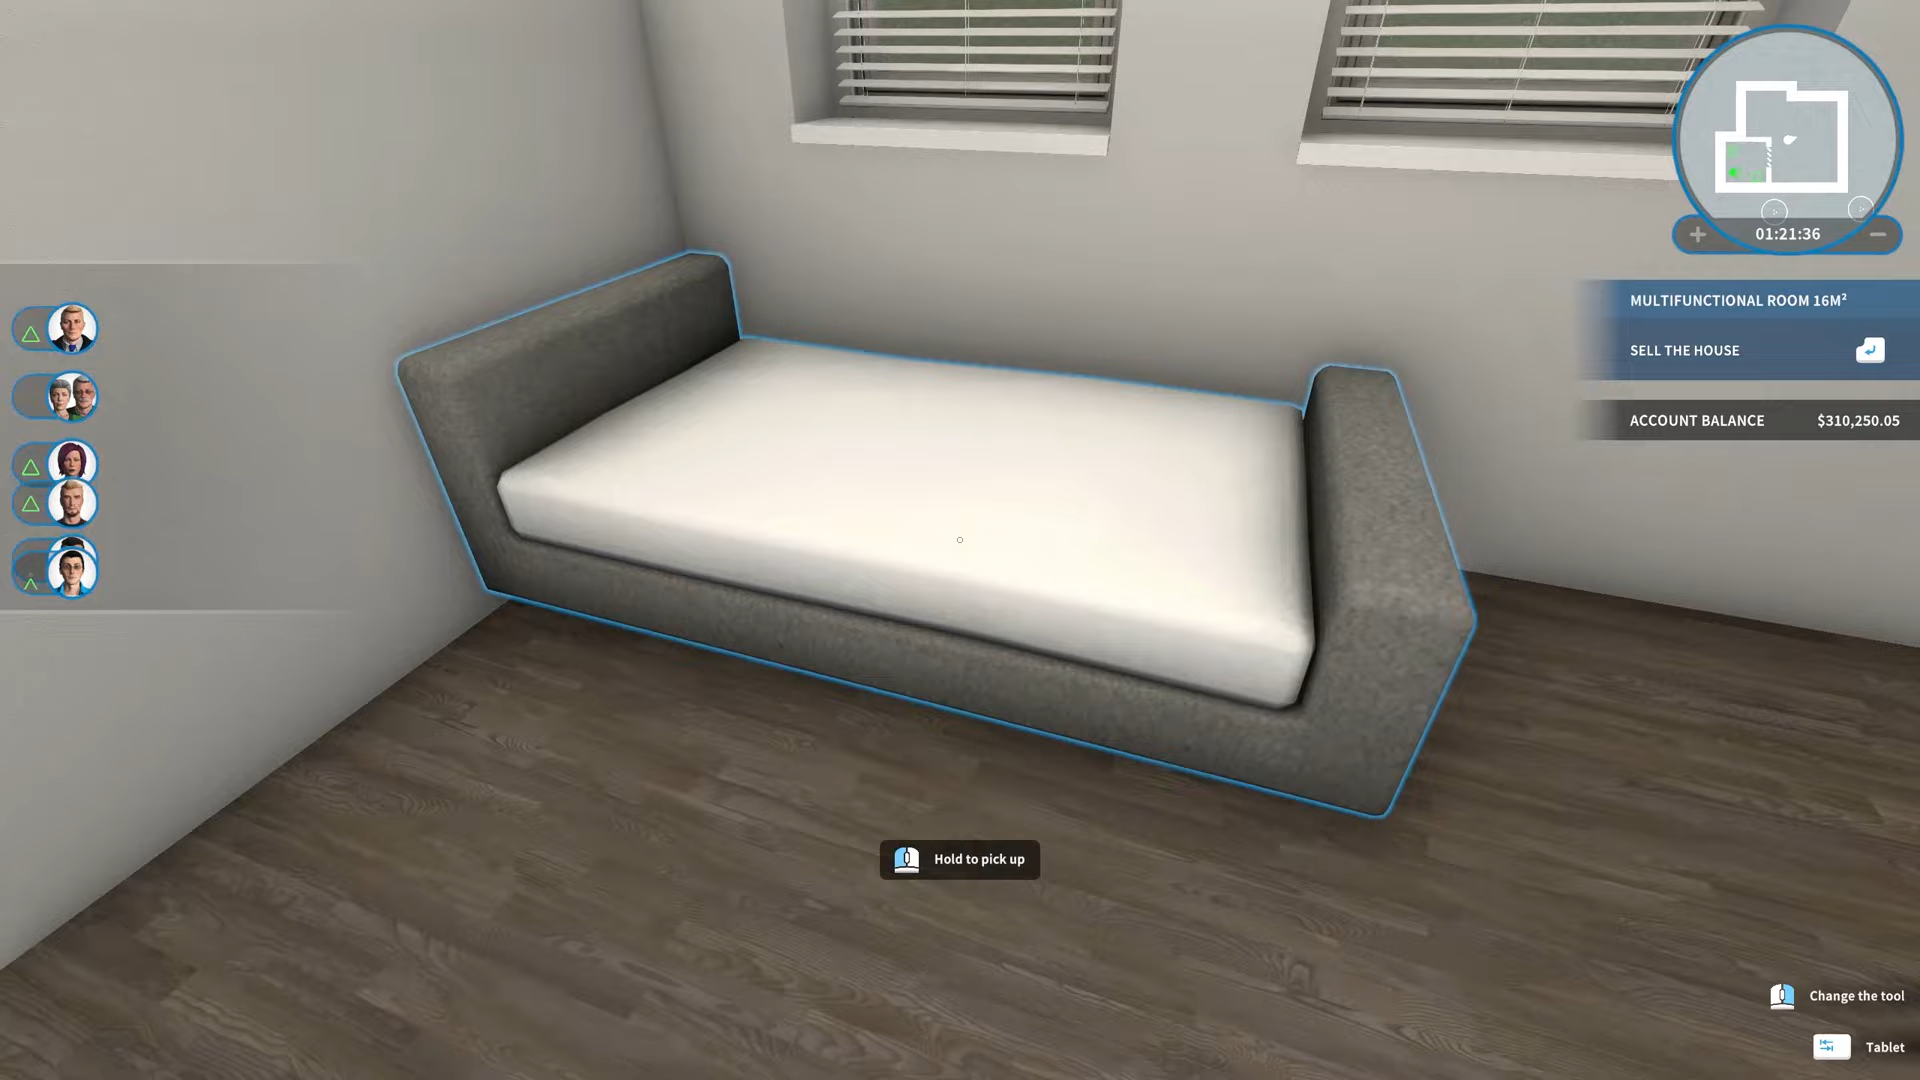 01:21:36
MULTIFUNCTIONAL ROOM 16M²
SELL THE HOUSE
ACCOUNT BALANCE $310,250.05
Hold to pick up
Change the tool
Tablet